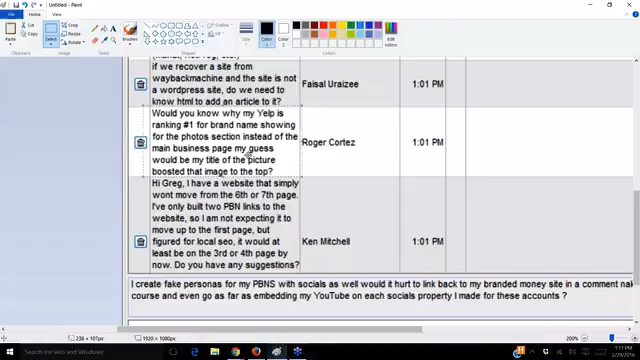 Untitled - Paint
Paste
Cut
Copy
Clipboard
Select
Crop
Resize
Rotate
Image
Tools
Brushes
Shapes
Outline
Fill
Size
Color 1
Color 2
Colors
Edit colors
if we recover a site from
waybackmachine and the site is not
a wordpress site, do we need to
know html to add an article to it?
Faisal Uraizee
1:01 PM
Would you know why my Yelp is
ranking #1 for brand name showing
for the photos section instead of the
main business page my guess
would be my title of the picture
boosted that image to the top?
Roger Cortez
1:01 PM
Hi Greg, I have a website that simply
wont move from the 6th or 7th page.
I've only built two PBN links to the
website, so I am not expecting it to
move up to the first page, but
figured for local seo, it would at
least be on the 3rd or 4th page by
now. Do you have any suggestions?
Ken Mitchell
1:01 PM
I create fake personas for my PBNS with socials as well would it hurt to link back to my branded money site in a comment nak
course and even go as far as embedding my YouTube on each socials property I made for these accounts ?
238 × 107px
1920 × 1080px
200%
Search the web and Windows
1:11 PM
2/29/2016